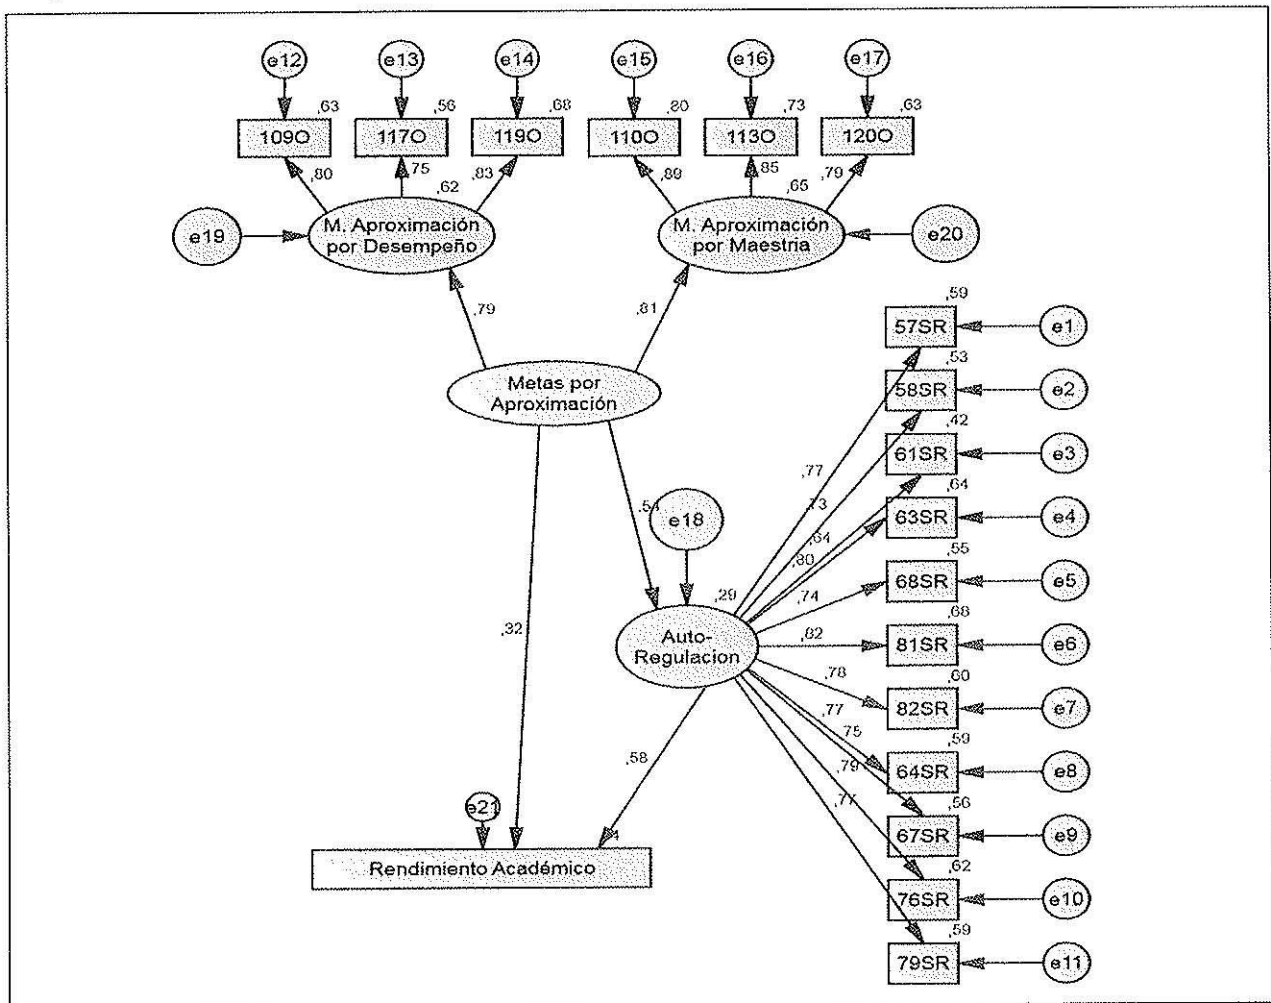 e12 e13 e14 e15 e16 e17
,63 ,56 ,68 ,80 ,73 ,63
109O 117O 119O 110O 113O 120O
,80 ,75 ,83 ,89 ,85 ,79
,62 ,65
e19
M. Aproximación
por Desempeño
M. Aproximación
por Maestria
e20
,79 ,81
Metas por
Aproximación
,59
57SR e1
,53
58SR e2
,42
61SR e3
,64
63SR e4
,55
68SR e5
,68
81SR e6
,60
82SR e7
,59
64SR e8
,56
67SR e9
,62
76SR e10
,59
79SR e11
,77
,73
,64
,80
,74
,82
,78
,77
,75
,79
,77
e18
,29
Auto-
Regulacion
,32
,58
e21
Rendimiento Académico